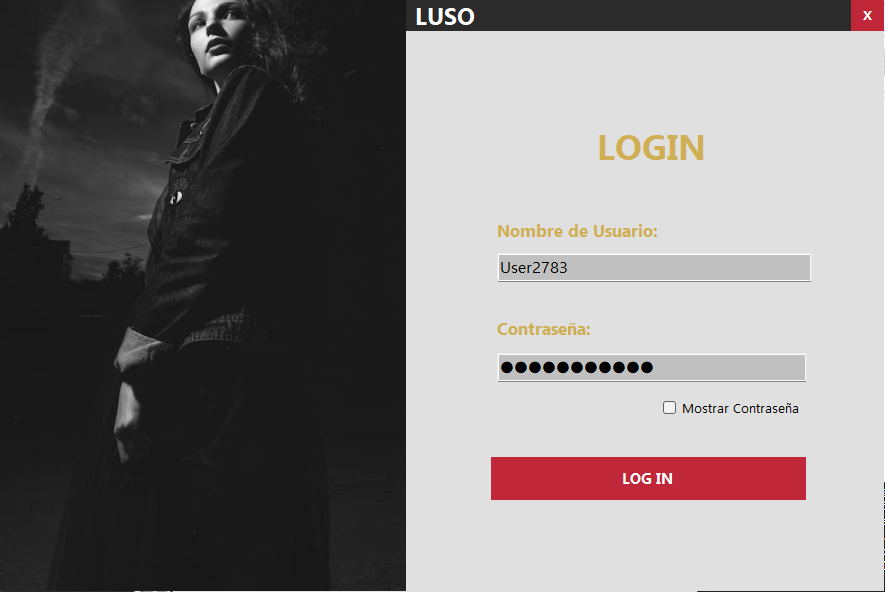 LUSO
X
LOGIN
Nombre de Usuario:
User2783
Contraseña:
●●●●●●●●●●●
Mostrar Contraseña
LOG IN